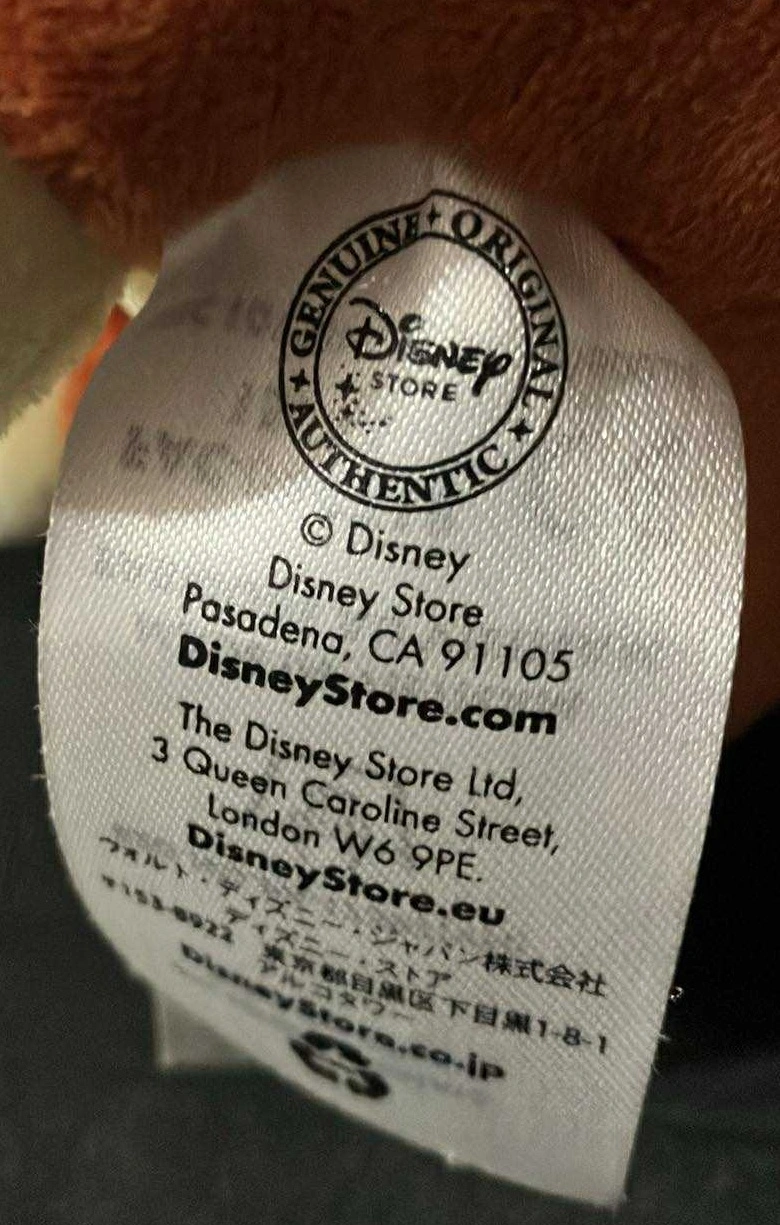 GENUINE ORIGINAL AUTHENTIC
Disney
STORE
© Disney
Disney Store
Pasadena, CA 91105
DisneyStore.com
The Disney Store Ltd,
3 Queen Caroline Street,
London W6 9PE.
DisneyStore.eu
ウォルト・ディズニー・ジャパン株式会社
ディズニー・ストア
〒153-8922 東京都目黒区下目黒1-8-1
アルコタワー
DisneyStore.co.jp